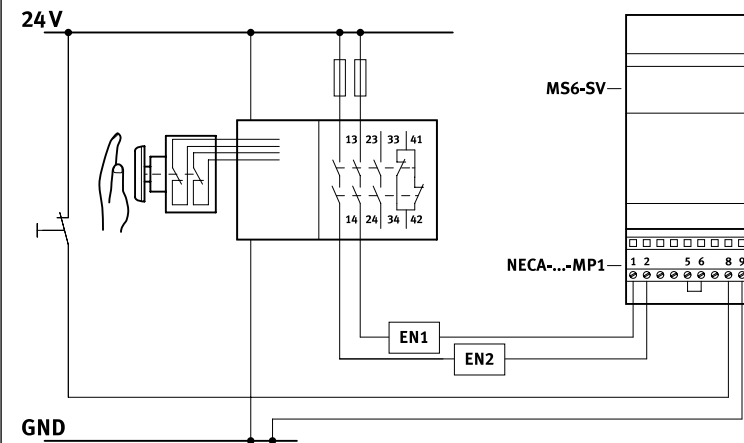 24 V
MS6-SV
13 23 33 41
14 24 34 42
NECA-...-MP1
1 2 5 6 8 9
EN1
EN2
GND